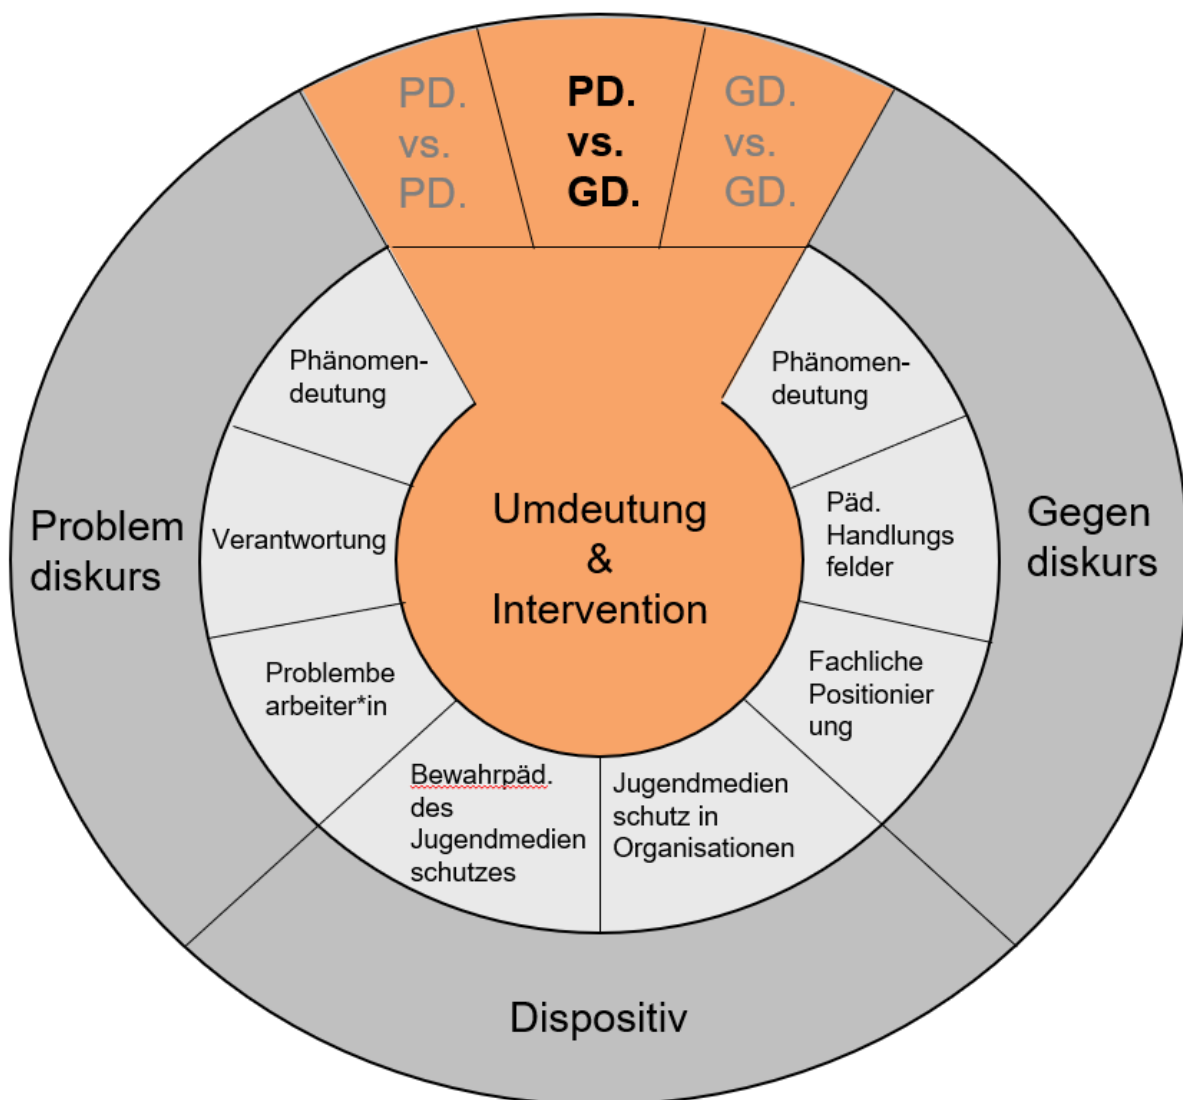 PD.
vs.
PD.
PD.
vs.
GD.
GD.
vs.
GD.
Phänomen-
deutung
Verantwortung
Problembe
arbeiter*in
Problem
diskurs
Umdeutung
&
Intervention
Phänomen-
deutung
Päd.
Handlungs
felder
Fachliche
Positionier
ung
Gegen
diskurs
Bewahrpäd.
des
Jugendmedien
schutzes
Jugendmedien
schutz in
Organisationen
Dispositiv